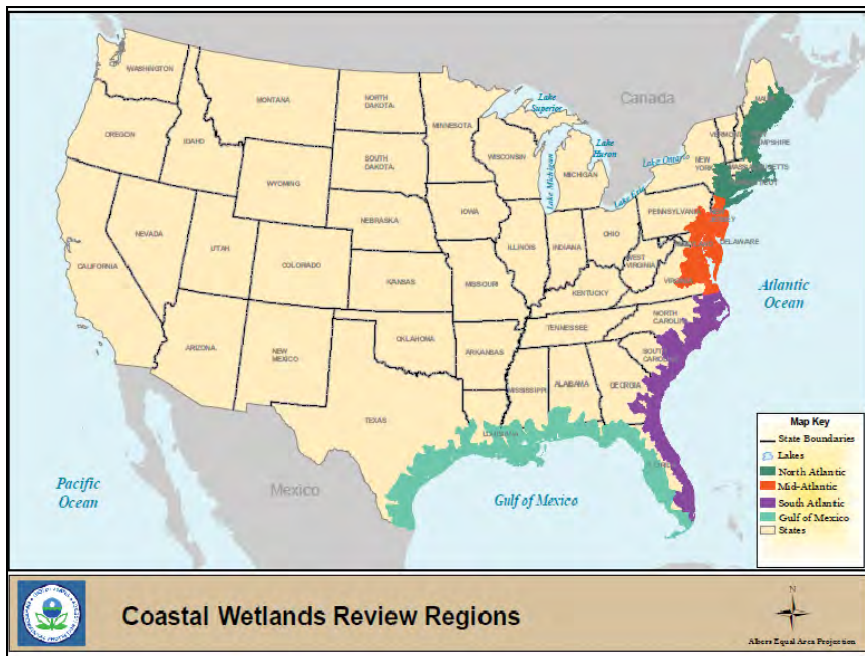 Canada
WASHINGTON
MONTANA
NORTH
DAKOTA
MINNESOTA
Lake
Superior
OREGON
IDAHO
SOUTH
DAKOTA
WISCONSIN
Lake Michigan
MICHIGAN
Lake
Huron
Lake Ontario
NEW
YORK
VERMONT
WYOMING
NEBRASKA
IOWA
Lake Erie
PENNSYLVANIA
NEVADA
UTAH
COLORADO
KANSAS
MISSOURI
ILLINOIS
INDIANA
OHIO
WEST
VIRGINIA
DELAWARE
CALIFORNIA
KENTUCKY
Atlantic
Ocean
ARIZONA
NEW
MEXICO
OKLAHOMA
ARKANSAS
TENNESSEE
NORTH
CAROLINA
SOUTH
CAROLINA
TEXAS
MISSISSIPPI
ALABAMA
GEORGIA
LOUISIANA
Pacific
Ocean
Mexico
Gulf of Mexico
Map Key
State Boundaries
Lakes
North Atlantic
Mid-Atlantic
South Atlantic
Gulf of Mexico
States
Coastal Wetlands Review Regions
N
Albers Equal Area Projection